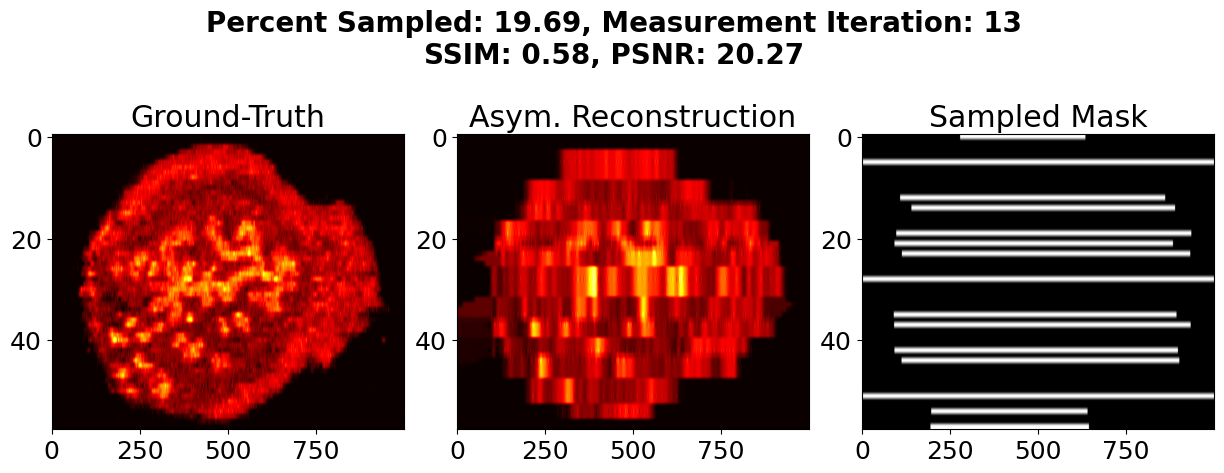 Percent Sampled: 19.69, Measurement Iteration: 13
SSIM: 0.58, PSNR: 20.27
Ground-Truth Asym. Reconstruction Sampled Mask
0 0 0
20 20 20
40 40 40
0 250 500 750 0 250 500 750 0 250 500 750